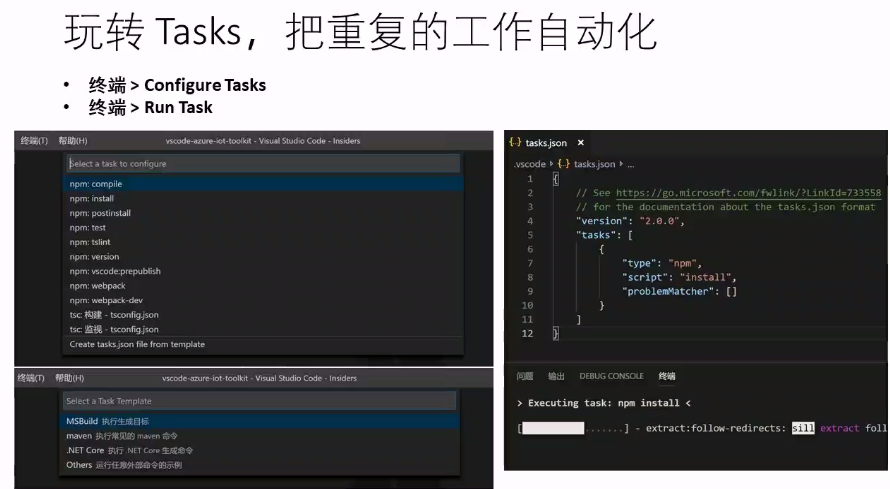 玩转 Tasks，把重复的工作自动化
• 终端 > Configure Tasks
• 终端 > Run Task
终端(T) 帮助(H) vscode-azure-iot-toolkit - Visual Studio Code - Insiders
Select a task to configure
npm: compile
npm: install
npm: postinstall
npm: test
npm: tslint
npm: version
npm: vscode:prepublish
npm: webpack
npm: webpack-dev
tsc: 构建 - tsconfig.json
tsc: 监视 - tsconfig.json
Create tasks.json file from template
终端(T) 帮助(H) vscode-azure-iot-toolkit - Visual Studio Code - Insiders
Select a Task Template
MSBuild 执行生成目标
maven 执行常见的 maven 命令
.NET Core 执行 .NET Core 生成命令
Others 运行任意外部命令的示例
{..} tasks.json ×
.vscode > {..} tasks.json > ...
1 {
2 // See https://go.microsoft.com/fwlink/?LinkId=733558
3 // for the documentation about the tasks.json format
4 "version": "2.0.0",
5 "tasks": [
6 {
7 "type": "npm",
8 "script": "install",
9 "problemMatcher": []
10 }
11 ]
12 }
问题 输出 DEBUG CONSOLE 终端
> Executing task: npm install <
[ .......] - extract:follow-redirects: sill extract foll